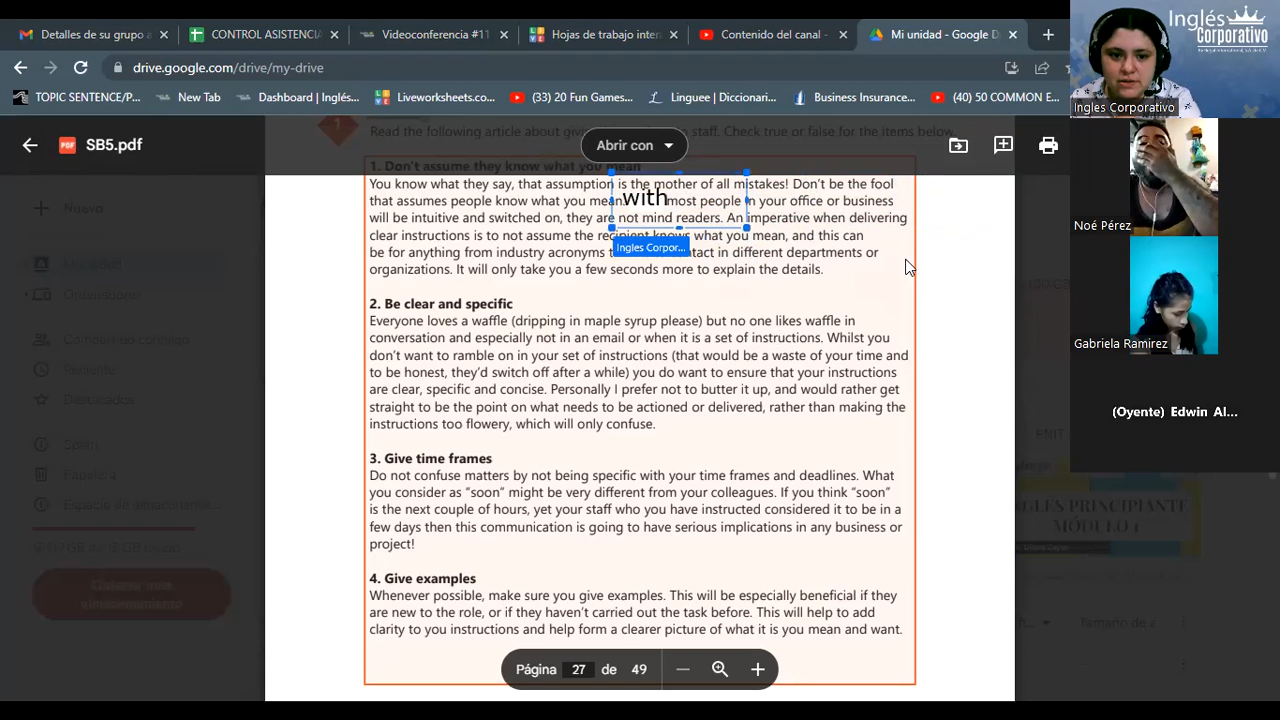 Detalles de su grupo
CONTROL ASISTENCIA
Videoconferencia #11
Hojas de trabajo inter
Contenido del canal -
Mi unidad - Google D
drive.google.com/drive/my-drive
TOPIC SENTENCE/P...
New Tab
Dashboard | Inglés...
Liveworksheets.co...
(33) 20 Fun Games...
Linguee | Diccionari...
Business Insurance...
(40) 50 COMMON E...
Inglés
Corporativo
Ingles Corporativo
SB5.pdf
Abrir con
1
Read the following article about staff. Check true or false for the items below.
1. Don't assume they know what you mean
You know what they say, that assumption is the mother of all mistakes! Don't be the fool
that assumes people know what you mean most people in your office or business
will be intuitive and switched on, they are not mind readers. An imperative when delivering
clear instructions is to not assume the recipient knows what you mean, and this can
be for anything from industry acronyms contact in different departments or
organizations. It will only take you a few seconds more to explain the details.
with
Ingles Corpor...
2. Be clear and specific
Everyone loves a waffle (dripping in maple syrup please) but no one likes waffle in
conversation and especially not in an email or when it is a set of instructions. Whilst you
don't want to ramble on in your set of instructions (that would be a waste of your time and
to be honest, they'd switch off after a while) you do want to ensure that your instructions
are clear, specific and concise. Personally I prefer not to butter it up, and would rather get
straight to be the point on what needs to be actioned or delivered, rather than making the
instructions too flowery, which will only confuse.
3. Give time frames
Do not confuse matters by not being specific with your time frames and deadlines. What
you consider as "soon" might be very different from your colleagues. If you think "soon"
is the next couple of hours, yet your staff who you have instructed considered it to be in a
few days then this communication is going to have serious implications in any business or
project!
4. Give examples
Whenever possible, make sure you give examples. This will be especially beneficial if they
are new to the role, or if they haven't carried out the task before. This will help to add
clarity to you instructions and help form a clearer picture of what it is you mean and want.
Página 27 de 49
Nuevo
Mi unidad
Ordenadores
Compartido conmigo
Reciente
Destacados
Spam
Papelera
Espacio de almacenamiento
Noé Pérez
Gabriela Ramirez
(Oyente) Edwin Al...
INGLÉS PRINCIPIANTE
MÓDULO 1
Tamaño de a